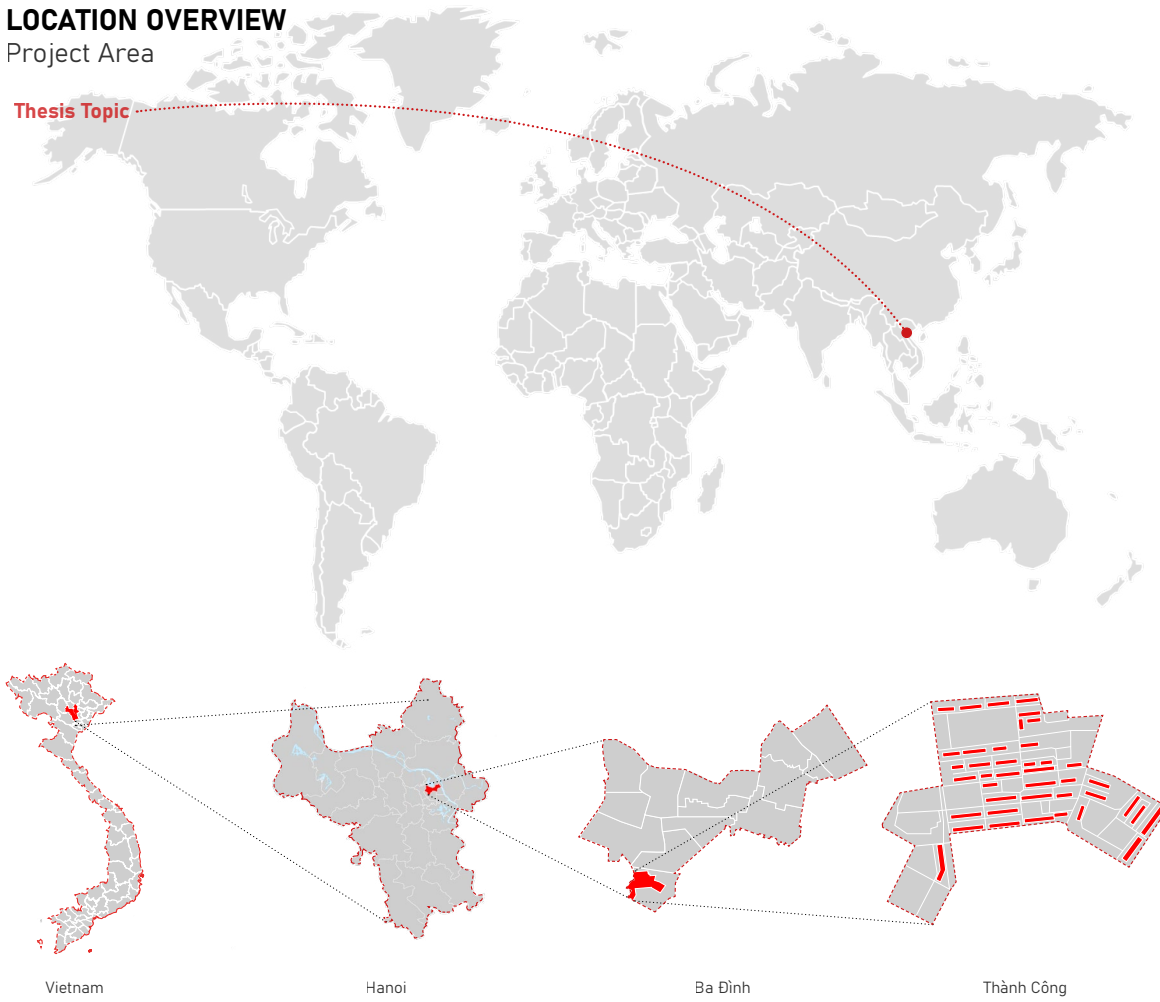 LOCATION OVERVIEW
Project Area
Thesis Topic
Vietnam
Hanoi
Ba Đình
Thành Công